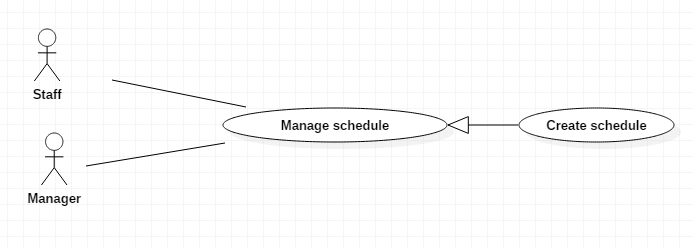 Staff
Manage schedule
Create schedule
Manager